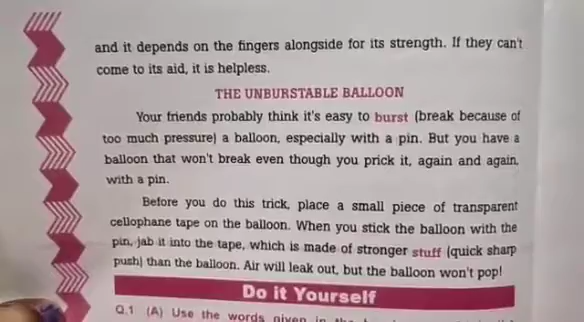 and it depends on the fingers alongside for its strength. If they can't
come to its aid, it is helpless.
THE UNBURSTABLE BALLOON
Your friends probably think it's easy to burst (break because of
too much pressure) a balloon, especially with a pin. But you have a
balloon that won't break even though you prick it, again and again,
with a pin.
Before you do this trick, place a small piece of transparent
cellophane tape on the balloon. When you stick the balloon with the
pin, jab it into the tape, which is made of stronger stuff (quick sharp
push) than the balloon. Air will leak out, but the balloon won't pop!
Do it Yourself
Q.1 (A) Use the words given in the